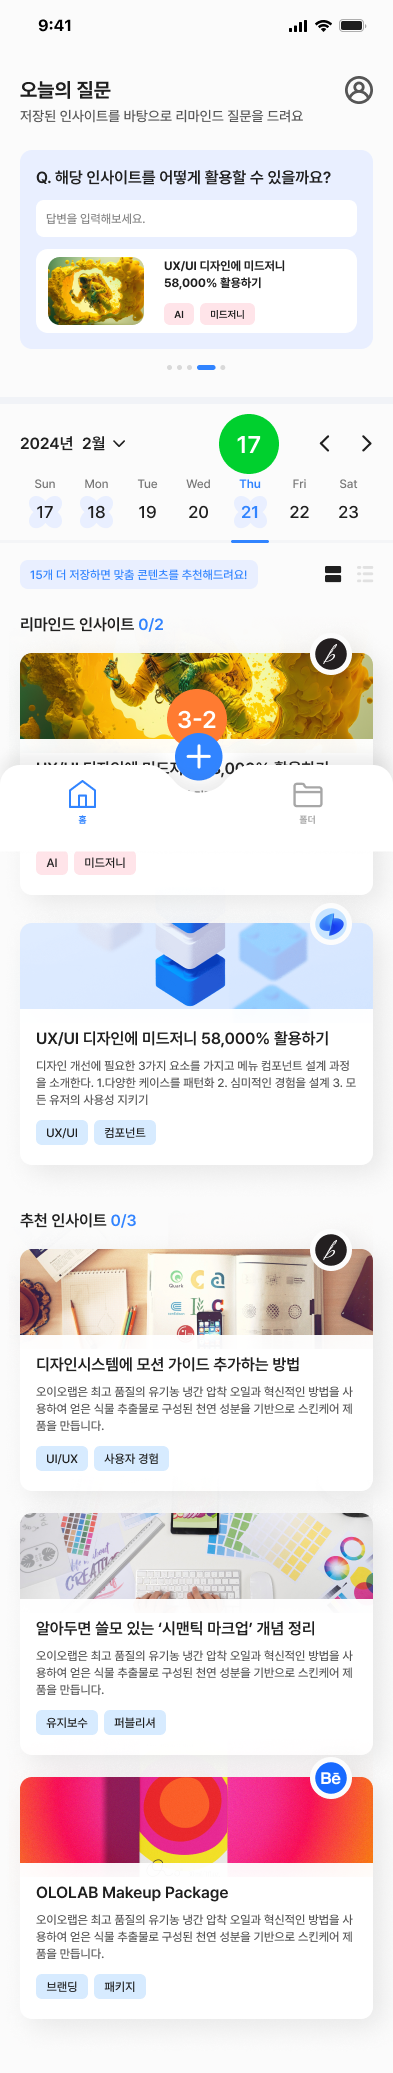 9:41
오늘의 질문
저장된 인사이트를 바탕으로 리마인드 질문을 드려요
Q. 해당 인사이트를 어떻게 활용할 수 있을까요?
답변을 입력해보세요.
UX/UI 디자인에 미드저니
58,000% 활용하기
AI 미드저니
2024년 2월 17
Sun Mon Tue Wed Thu Fri Sat
17 18 19 20 21 22 23
15개 더 저장하면 맞춤 콘텐츠를 추천해드려요!
리마인드 인사이트 0/2
b
3-2
홈 폴더
AI 미드저니
UX/UI 디자인에 미드저니 58,000% 활용하기
디자인 개선에 필요한 3가지 요소를 가지고 메뉴 컴포넌트 설계 과정
을 소개한다. 1.다양한 케이스를 패턴화 2. 심미적인 경험을 설계 3. 모
든 유저의 사용성 지키기
UX/UI 컴포넌트
추천 인사이트 0/3
b
디자인시스템에 모션 가이드 추가하는 방법
오이오랩은 최고 품질의 유기농 냉간 압착 오일과 혁신적인 방법을 사
용하여 얻은 식물 추출물로 구성된 천연 성분을 기반으로 스킨케어 제
품을 만듭니다.
UI/UX 사용자 경험
알아두면 쓸모 있는 ‘시맨틱 마크업’ 개념 정리
오이오랩은 최고 품질의 유기농 냉간 압착 오일과 혁신적인 방법을 사
용하여 얻은 식물 추출물로 구성된 천연 성분을 기반으로 스킨케어 제
품을 만듭니다.
유지보수 퍼블리셔
Bē
OLOLAB Makeup Package
오이오랩은 최고 품질의 유기농 냉간 압착 오일과 혁신적인 방법을 사
용하여 얻은 식물 추출물로 구성된 천연 성분을 기반으로 스킨케어 제
품을 만듭니다.
브랜딩 패키지